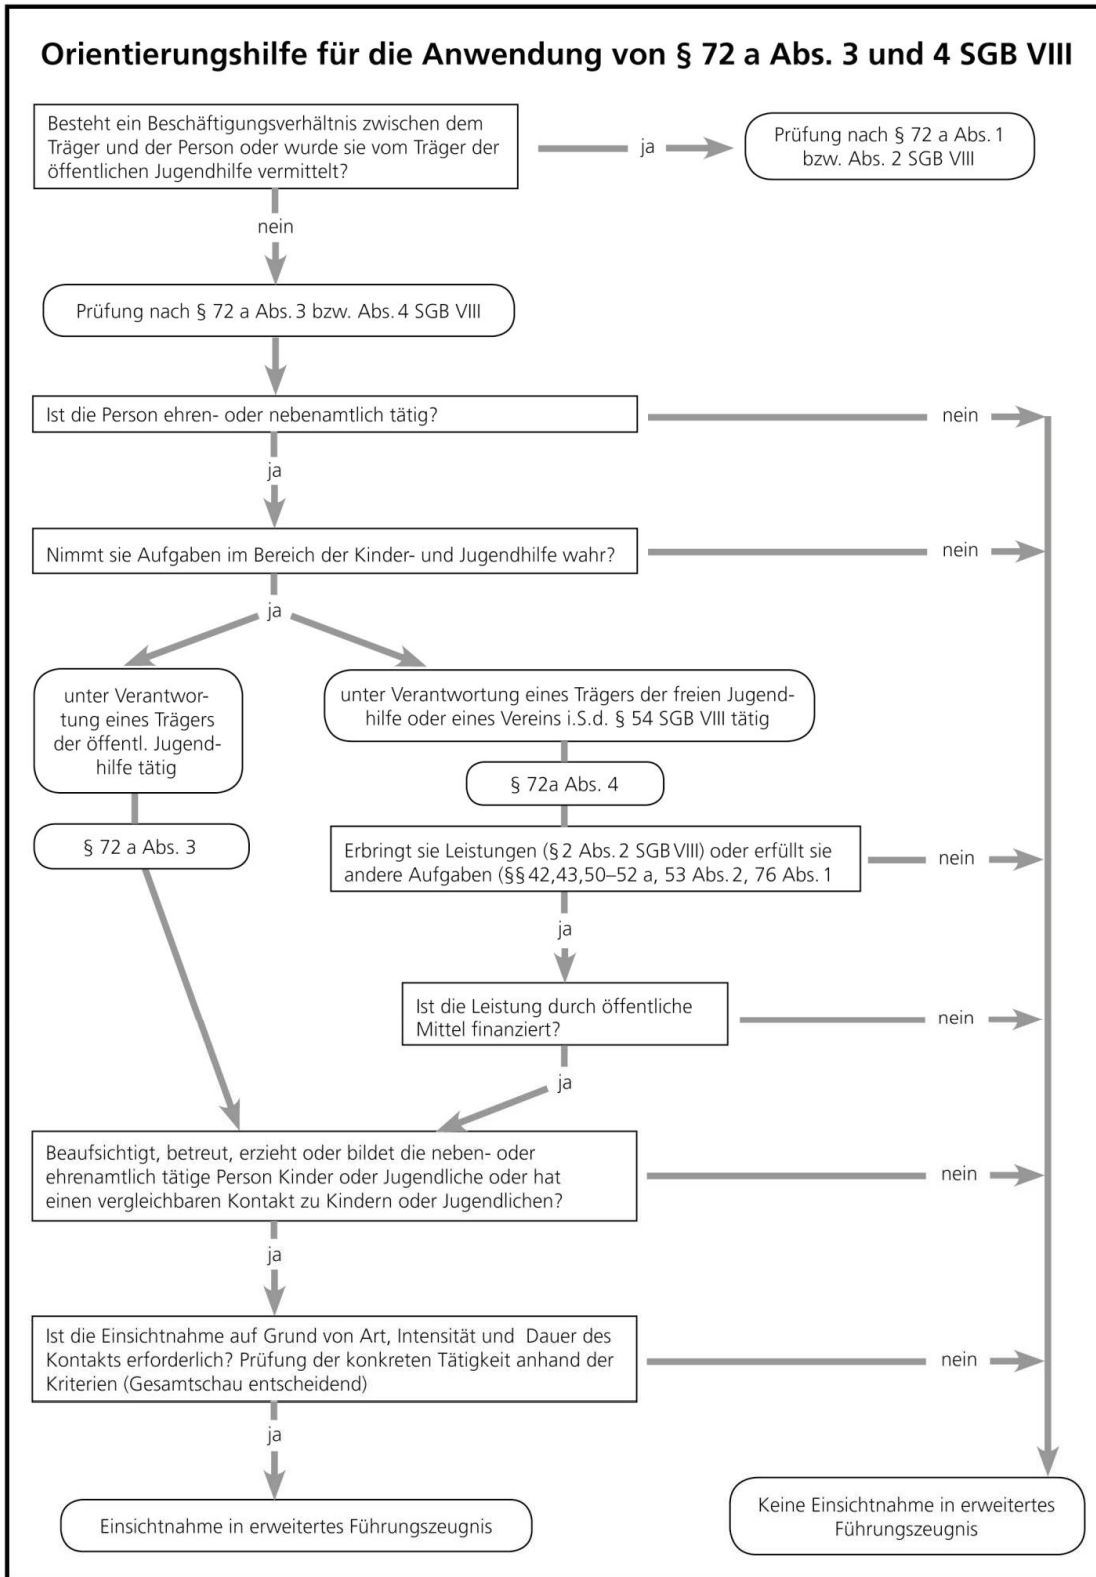 Orientierungshilfe für die Anwendung von § 72 a Abs. 3 und 4 SGB VIII
Besteht ein Beschäftigungsverhältnis zwischen dem
Träger und der Person oder wurde sie vom Träger der
öffentlichen Jugendhilfe vermittelt?
ja
Prüfung nach § 72 a Abs. 1
bzw. Abs. 2 SGB VIII
nein
Prüfung nach § 72 a Abs. 3 bzw. Abs. 4 SGB VIII
Ist die Person ehren- oder nebenamtlich tätig?
nein
ja
Nimmt sie Aufgaben im Bereich der Kinder- und Jugendhilfe wahr?
nein
ja
unter Verantwor-
tung eines Trägers
der öffentl. Jugend-
hilfe tätig
unter Verantwortung eines Trägers der freien Jugend-
hilfe oder eines Vereins i.S.d. § 54 SGB VIII tätig
§ 72a Abs. 4
§ 72 a Abs. 3
Erbringt sie Leistungen (§ 2 Abs. 2 SGB VIII) oder erfüllt sie
andere Aufgaben (§§ 42,43,50–52 a, 53 Abs. 2, 76 Abs. 1
nein
ja
Ist die Leistung durch öffentliche
Mittel finanziert?
nein
ja
Beaufsichtigt, betreut, erzieht oder bildet die neben- oder
ehrenamtlich tätige Person Kinder oder Jugendliche oder hat
einen vergleichbaren Kontakt zu Kindern oder Jugendlichen?
nein
ja
Ist die Einsichtnahme auf Grund von Art, Intensität und Dauer des
Kontakts erforderlich? Prüfung der konkreten Tätigkeit anhand der
Kriterien (Gesamtschau entscheidend)
nein
ja
Einsichtnahme in erweitertes Führungszeugnis
Keine Einsichtnahme in erweitertes
Führungszeugnis